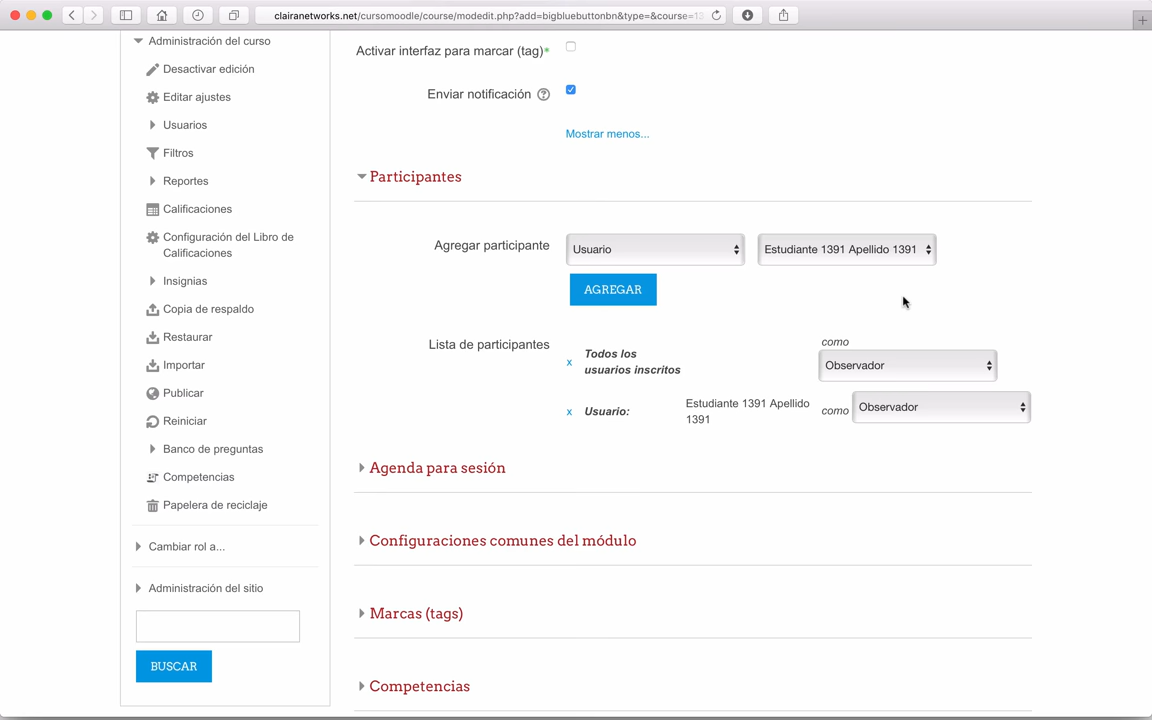 clairanetworks.net/cursomoodle/course/modedit.php?add=bigbluebuttonbn&type=&course=13
Administración del curso
Desactivar edición
Editar ajustes
Usuarios
Filtros
Reportes
Calificaciones
Configuración del Libro de
Calificaciones
Insignias
Copia de respaldo
Restaurar
Importar
Publicar
Reiniciar
Banco de preguntas
Competencias
Papelera de reciclaje
Cambiar rol a...
Administración del sitio
BUSCAR
Activar interfaz para marcar (tag)*
Enviar notificación
Mostrar menos...
Participantes
Agregar participante
Usuario
Estudiante 1391 Apellido 1391
AGREGAR
Lista de participantes
x Todos los
usuarios inscritos
como
Observador
x Usuario:
Estudiante 1391 Apellido
1391
como
Observador
Agenda para sesión
Configuraciones comunes del módulo
Marcas (tags)
Competencias